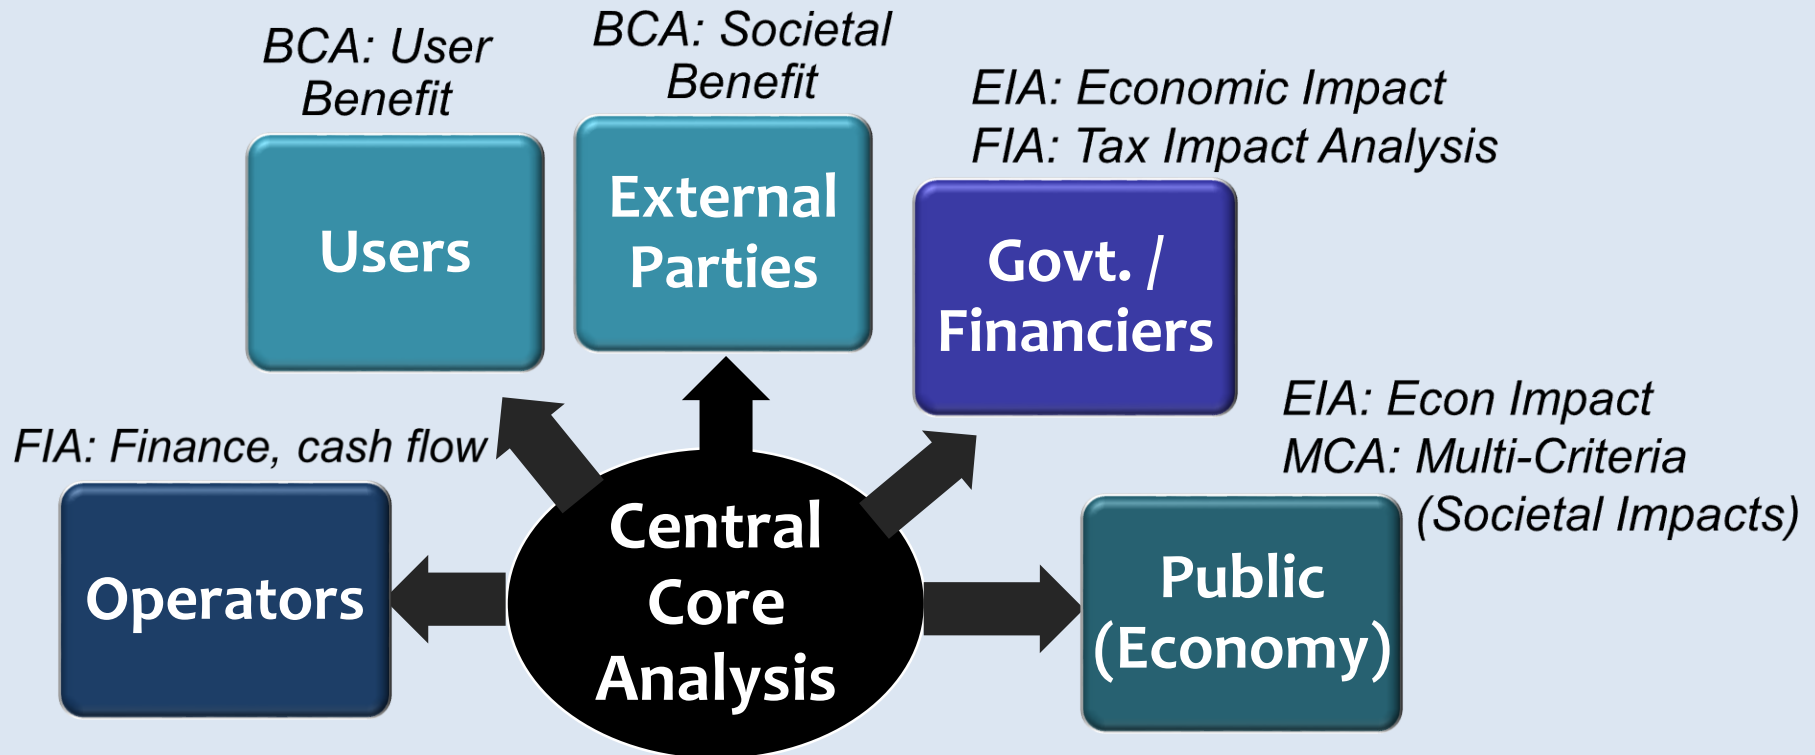 BCA: User
Benefit
Users
BCA: Societal
Benefit
External
Parties
EIA: Economic Impact
FIA: Tax Impact Analysis
Govt. /
Financiers
FIA: Finance, cash flow
Operators
Central
Core
Analysis
EIA: Econ Impact
MCA: Multi-Criteria
(Societal Impacts)
Public
(Economy)